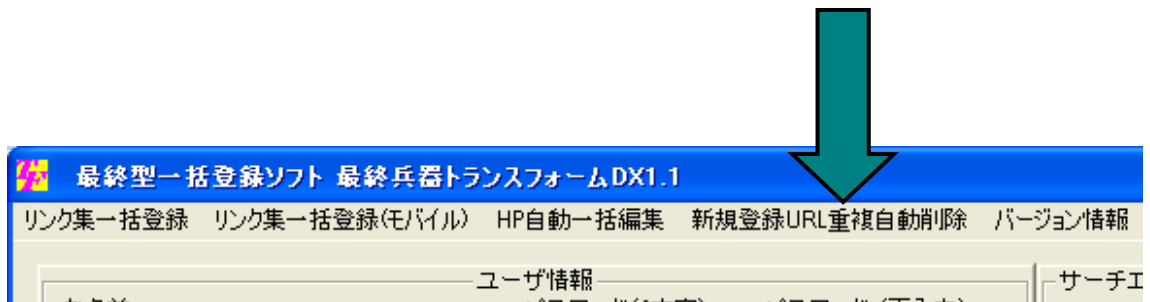 最終型一括登録ソフト 最終兵器トランスフォームDX1.1
リンク集一括登録 リンク集一括登録(モバイル) HP自動一括編集 新規登録URL重複自動削除 バージョン情報
ユーザ情報 サーチエ